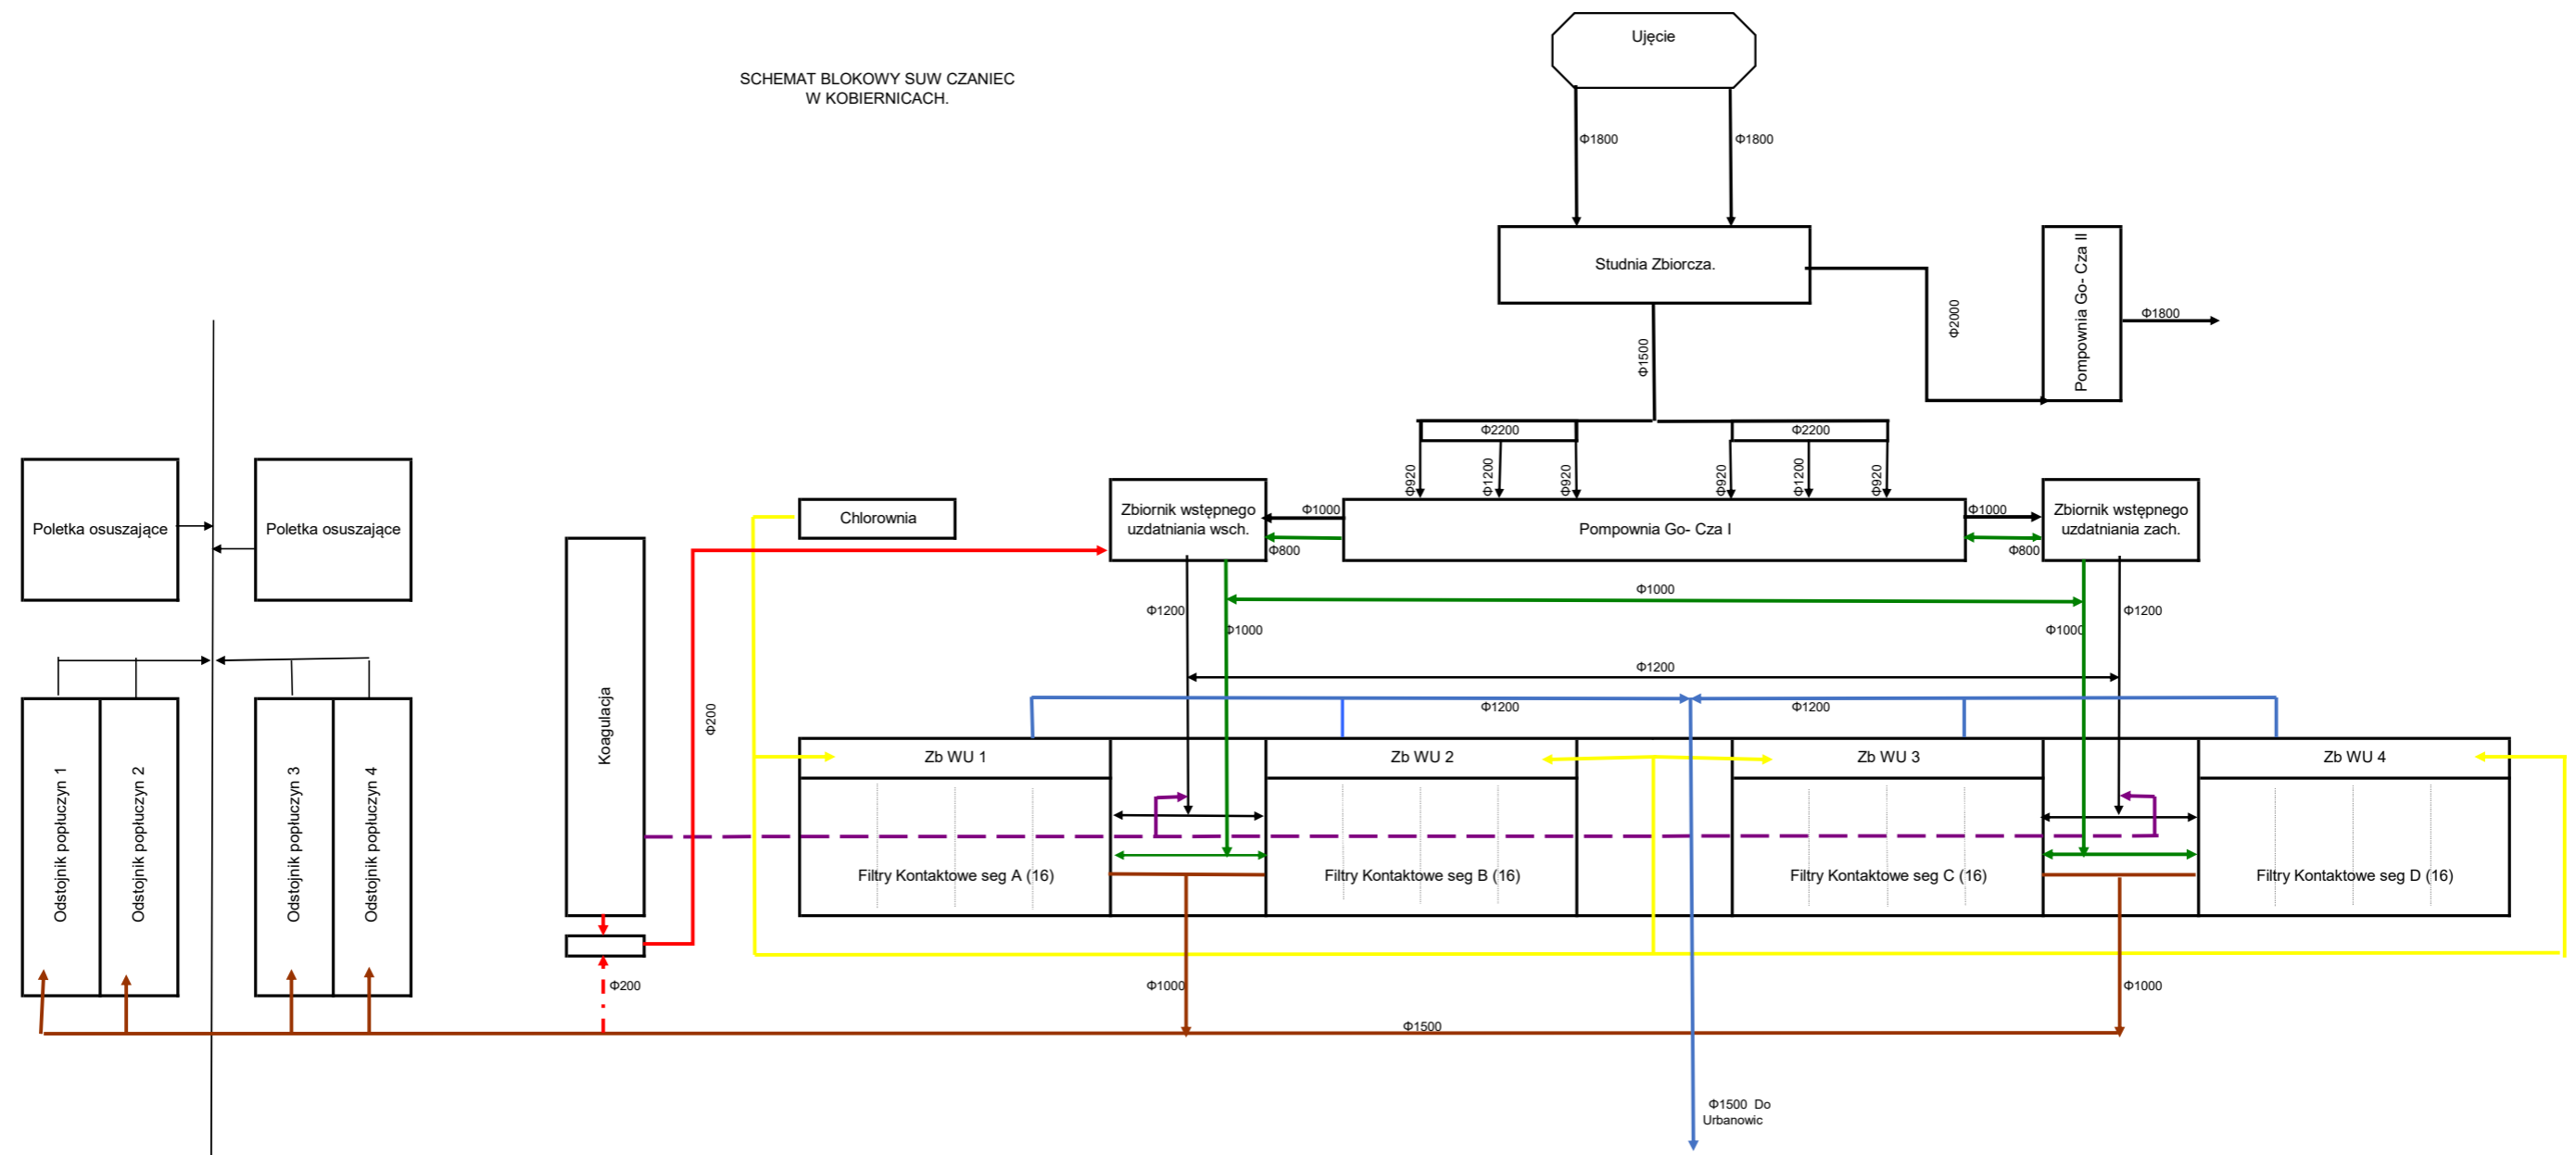 Ujęcie
SCHEMAT BLOKOWY SUW CZANIEC
W KOBIERNICACH.
Φ1800
Φ1800
Studnia Zbiorcza.
Pompownia Go- Cza II
Φ2000
Φ1800
Φ1500
Φ2200
Φ2200
Φ920
Φ1200
Φ920
Φ920
Φ1200
Φ920
Poletka osuszające
Poletka osuszające
Chlorownia
Zbiornik wstępnego
uzdatniania wsch.
Φ1000
Φ800
Pompownia Go- Cza I
Φ1000
Φ800
Zbiornik wstępnego
uzdatniania zach.
Φ1000
Φ1200
Φ1000
Φ1000
Φ1200
Φ1200
Koagulacja
Φ200
Φ1200
Φ1200
Zb WU 1
Zb WU 2
Zb WU 3
Zb WU 4
Odstojnik popłuczyn 1
Odstojnik popłuczyn 2
Odstojnik popłuczyn 3
Odstojnik popłuczyn 4
Filtry Kontaktowe seg A (16)
Filtry Kontaktowe seg B (16)
Filtry Kontaktowe seg C (16)
Filtry Kontaktowe seg D (16)
Φ200
Φ1000
Φ1000
Φ1500
Φ1500 Do
Urbanowic